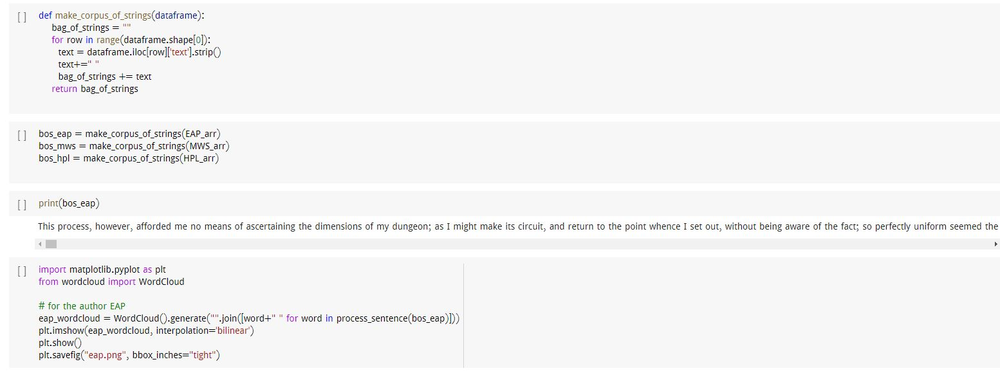 [ ] def make_corpus_of_strings(dataframe):
bag_of_strings = ""
for row in range(dataframe.shape[0]):
text = dataframe.iloc[row]['text'].strip()
text+=" "
bag_of_strings += text
return bag_of_strings
[ ] bos_eap = make_corpus_of_strings(EAP_arr)
bos_mws = make_corpus_of_strings(MWS_arr)
bos_hpl = make_corpus_of_strings(HPL_arr)
[ ] print(bos_eap)
This process, however, afforded me no means of ascertaining the dimensions of my dungeon; as I might make its circuit, and return to the point whence I set out, without being aware of the fact; so perfectly uniform seemed the
[ ] import matplotlib.pyplot as plt
from wordcloud import WordCloud
# for the author EAP
eap_wordcloud = WordCloud().generate("".join([word+" " for word in process_sentence(bos_eap)]))
plt.imshow(eap_wordcloud, interpolation='bilinear')
plt.show()
plt.savefig("eap.png", bbox_inches="tight")